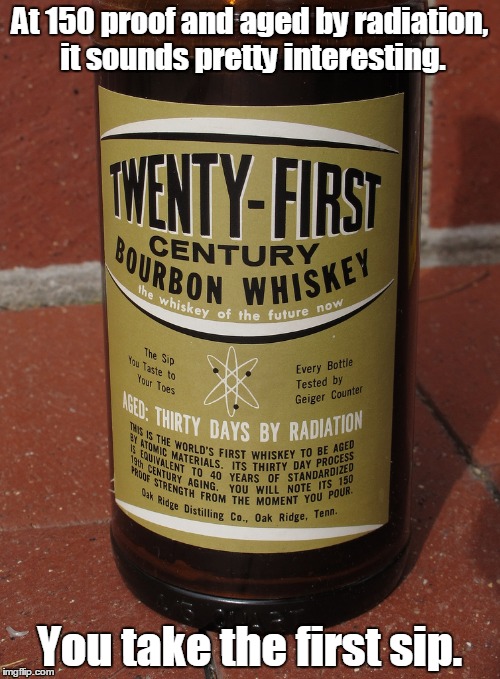 At 150 proof and aged by radiation,
it sounds pretty interesting.
TWENTY-FIRST
CENTURY
BOURBON WHISKEY
the whiskey of the future now
The Sip
You Taste to
Your Toes
Every Bottle
Tested by
Geiger Counter
AGED: THIRTY DAYS BY RADIATION
THIS IS THE WORLD'S FIRST WHISKEY TO BE AGED
BY ATOMIC MATERIALS. ITS THIRTY DAY PROCESS
IS EQUIVALENT TO 40 YEARS OF STANDARDIZED
19th CENTURY AGING. YOU WILL NOTE ITS 150
PROOF STRENGTH FROM THE MOMENT YOU POUR.
Oak Ridge Distilling Co., Oak Ridge, Tenn.
You take the first sip.
imgflip.com